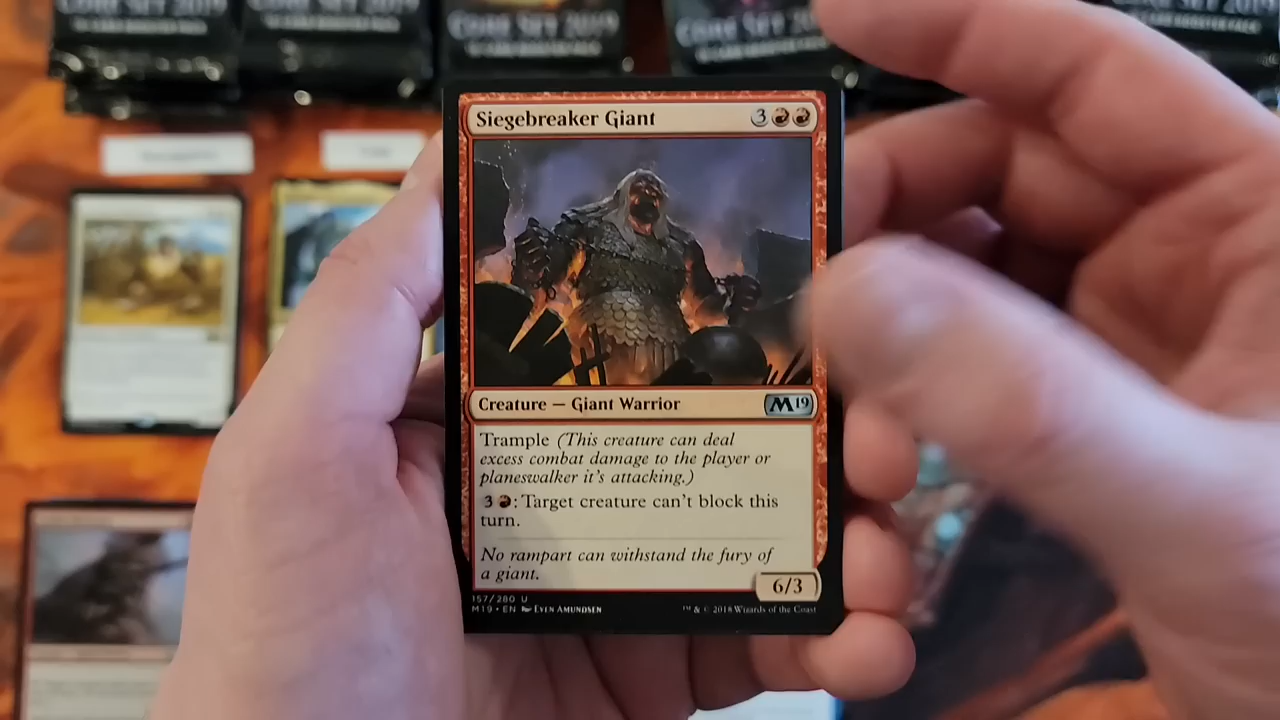 CORE SET 2019
CORE SET 2019
CORE SET 2019
CORE SET 2019
CORE SET 2019
Siegebreaker Giant 3
Creature — Giant Warrior M19
Trample (This creature can deal
excess combat damage to the player or
planeswalker it's attacking.)
3 : Target creature can't block this
turn.
No rampart can withstand the fury of
a giant.
6/3
157/280 U
M19 • EN Even Amundsen ™ & © 2018 Wizards of the Coast